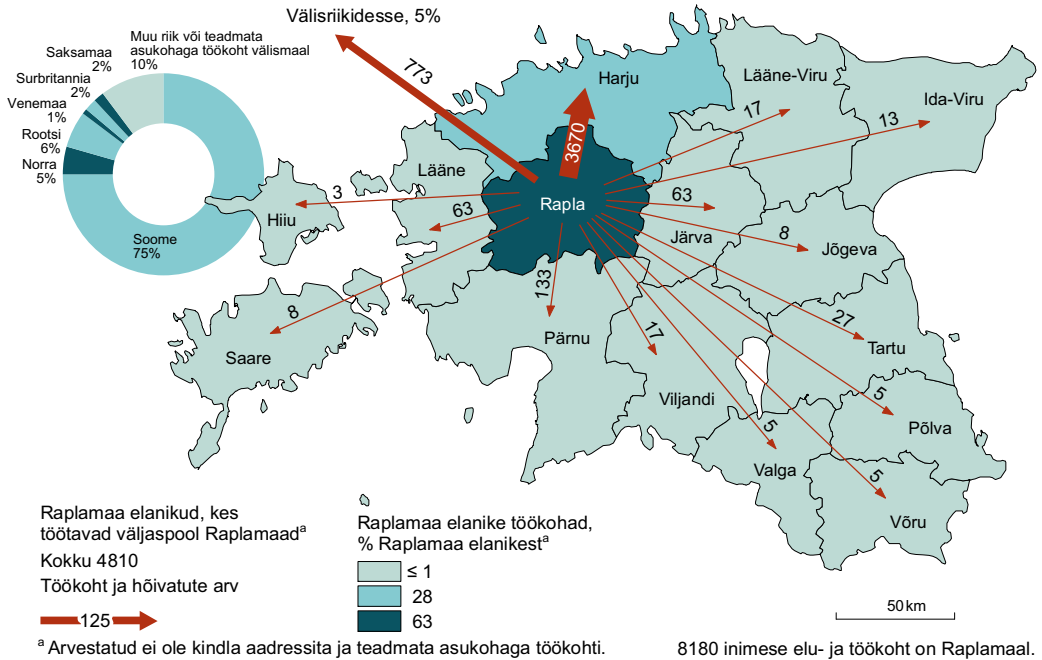 Välisriikidesse, 5%
Muu riik või teadmata
asukohaga töökoht välismaal
10%
Saksamaa
2%
Surbritannia
2%
Venemaa
1%
Rootsi
6%
Norra
5%
Soome
75%
773
3670
Harju
Lääne-Viru
17
Ida-Viru
13
Lääne
3
63
Hiiu
Rapla
63
Järva
8
Jõgeva
8
Saare
133
Pärnu
17
Viljandi
27
Tartu
5
Põlva
5
Valga
5
Võru
Raplamaa elanikud, kes
töötavad väljaspool Raplamaad^a
Kokku 4810
Töökoht ja hõivatute arv
125
Raplamaa elanike töökohad,
% Raplamaa elanikest^a
≤ 1
28
63
50 km
^a Arvestatud ei ole kindla aadressita ja teadmata asukohaga töökohti.
8180 inimese elu- ja töökoht on Raplamaal.